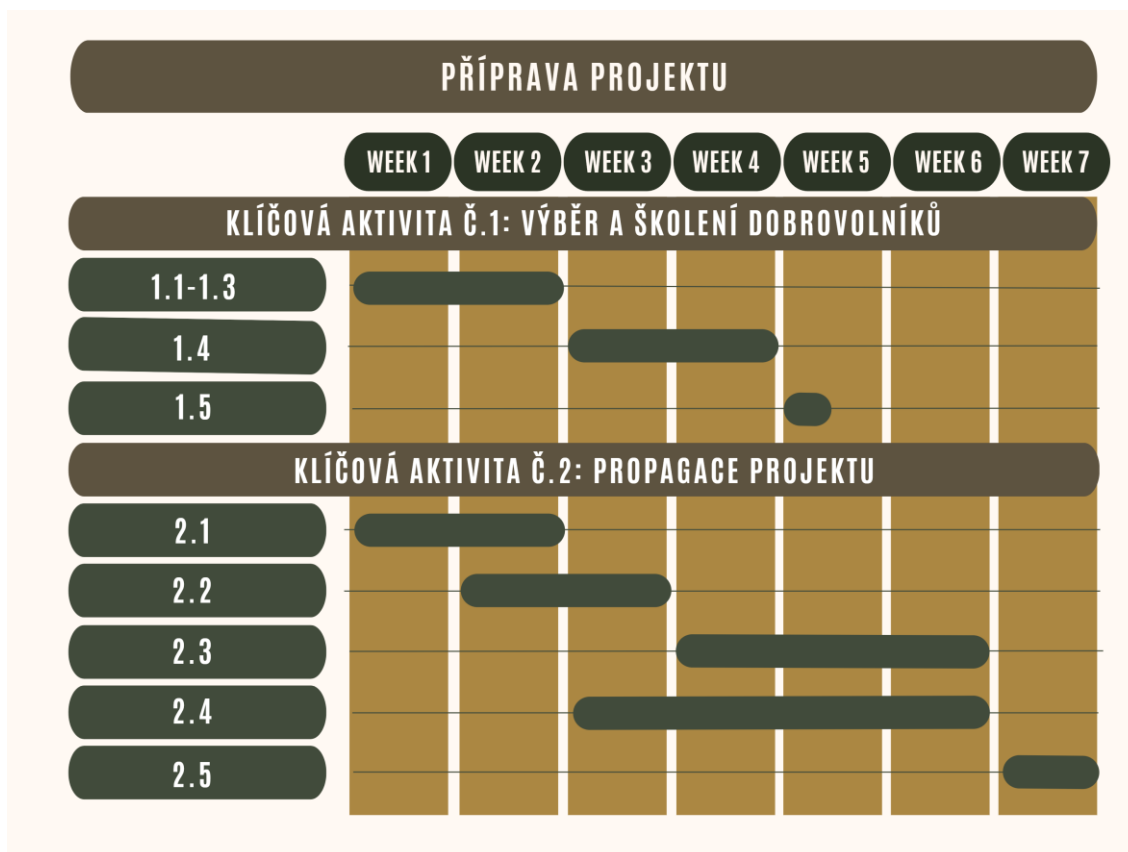 PŘÍPRAVA PROJEKTU
WEEK 1 WEEK 2 WEEK 3 WEEK 4 WEEK 5 WEEK 6 WEEK 7
KLÍČOVÁ AKTIVITA Č.1: VÝBĚR A ŠKOLENÍ DOBROVOLNÍKŮ
1.1-1.3
1.4
1.5
KLÍČOVÁ AKTIVITA Č.2: PROPAGACE PROJEKTU
2.1
2.2
2.3
2.4
2.5